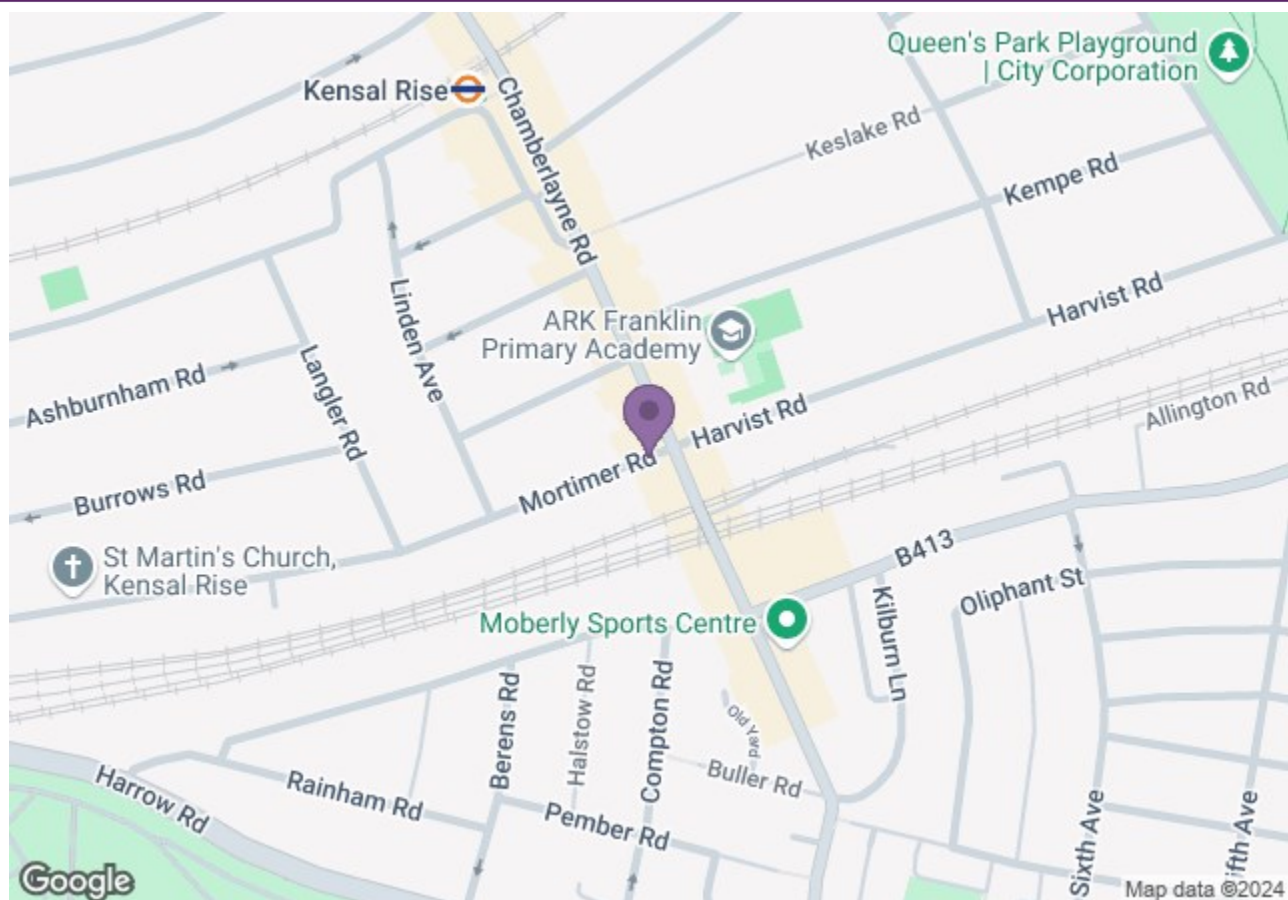 Queen's Park Playground
| City Corporation
Kensal Rise
Chamberlayne Rd
Keslake Rd
Kempe Rd
Linden Ave
Harvist Rd
ARK Franklin
Primary Academy
Langler Rd
Ashburnham Rd
Allington Rd
Harvist Rd
Mortimer Rd
Burrows Rd
B413
St Martin's Church,
Kensal Rise
Oliphant St
Moberly Sports Centre
Kilburn Ln
Berens Rd
Halstow Rd
Compton Rd
Old Yard
Buller Rd
Harrow Rd
Rainham Rd
Pember Rd
Sixth Ave
ifth Ave
Google
Map data ©2024